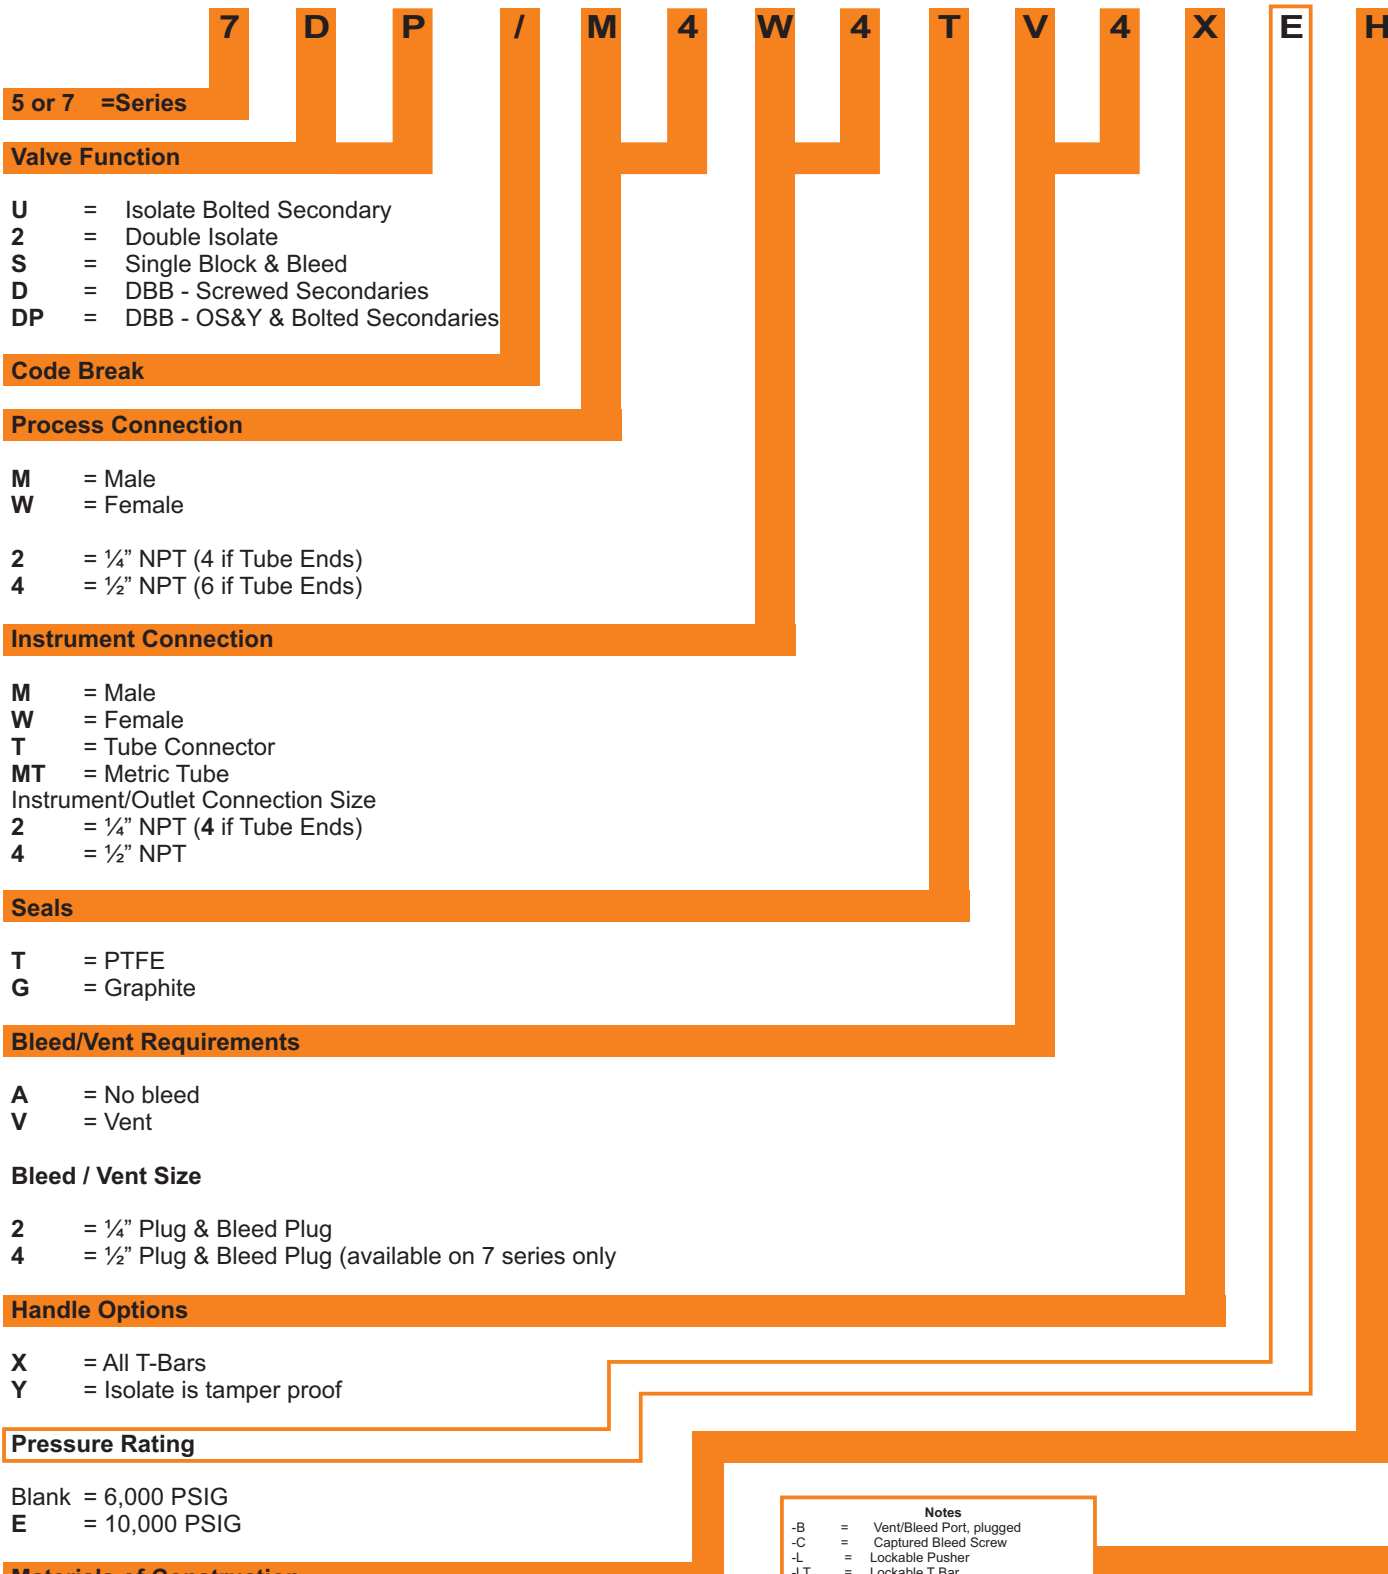 7 D P / M 4 W 4 T V 4 X E H
5 or 7 =Series
Valve Function
U = Isolate Bolted Secondary
2 = Double Isolate
S = Single Block & Bleed
D = DBB - Screwed Secondaries
DP = DBB - OS&Y & Bolted Secondaries
Code Break
Process Connection
M = Male
W = Female
2 = ¼” NPT (4 if Tube Ends)
4 = ½” NPT (6 if Tube Ends)
Instrument Connection
M = Male
W = Female
T = Tube Connector
MT = Metric Tube
Instrument/Outlet Connection Size
2 = ¼” NPT (4 if Tube Ends)
4 = ½” NPT
Seals
T = PTFE
G = Graphite
Bleed/Vent Requirements
A = No bleed
V = Vent
Bleed / Vent Size
2 = ¼” Plug & Bleed Plug
4 = ½” Plug & Bleed Plug (available on 7 series only
Handle Options
X = All T-Bars
Y = Isolate is tamper proof
Pressure Rating
Blank = 6,000 PSIG
E = 10,000 PSIG
Materials of Construction
Notes
-B = Vent/Bleed Port, plugged
-C = Captured Bleed Screw
-L = Lockable Pusher
-LT = Lockable T Bar